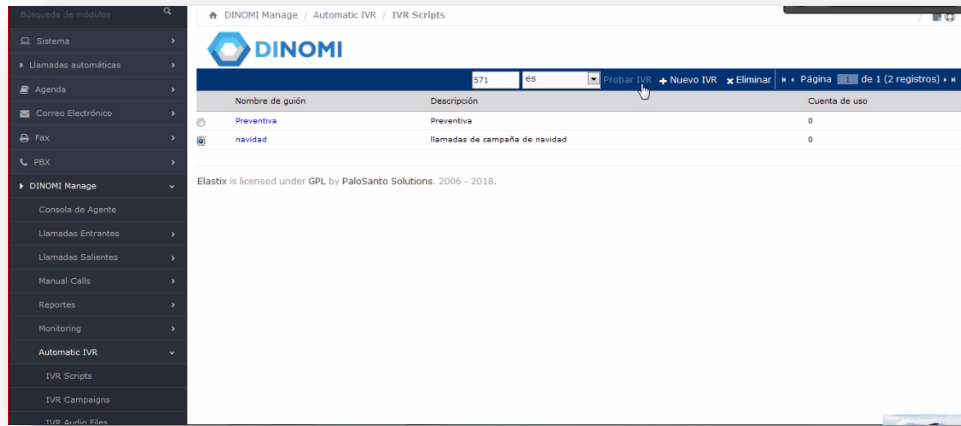 Búsqueda de módulos
DINOMI Manage / Automatic IVR / IVR Scripts
/
Sistema
Llamadas automáticas
Agenda
Correo Electrónico
Fax
PBX
DINOMI Manage
Consola de Agente
Llamadas Entrantes
Llamadas Salientes
Manual Calls
Reportes
Monitoring
Automatic IVR
IVR Scripts
IVR Campaigns
IVR Audio Files
DINOMI
571 es Probar IVR + Nuevo IVR x Eliminar Página 1 de 1 (2 registros)
Nombre de guión Descripción Cuenta de uso
Preventiva Preventiva 0
navidad llamadas de campaña de navidad 0
Elastix is licensed under GPL by PaloSanto Solutions. 2006 - 2018.